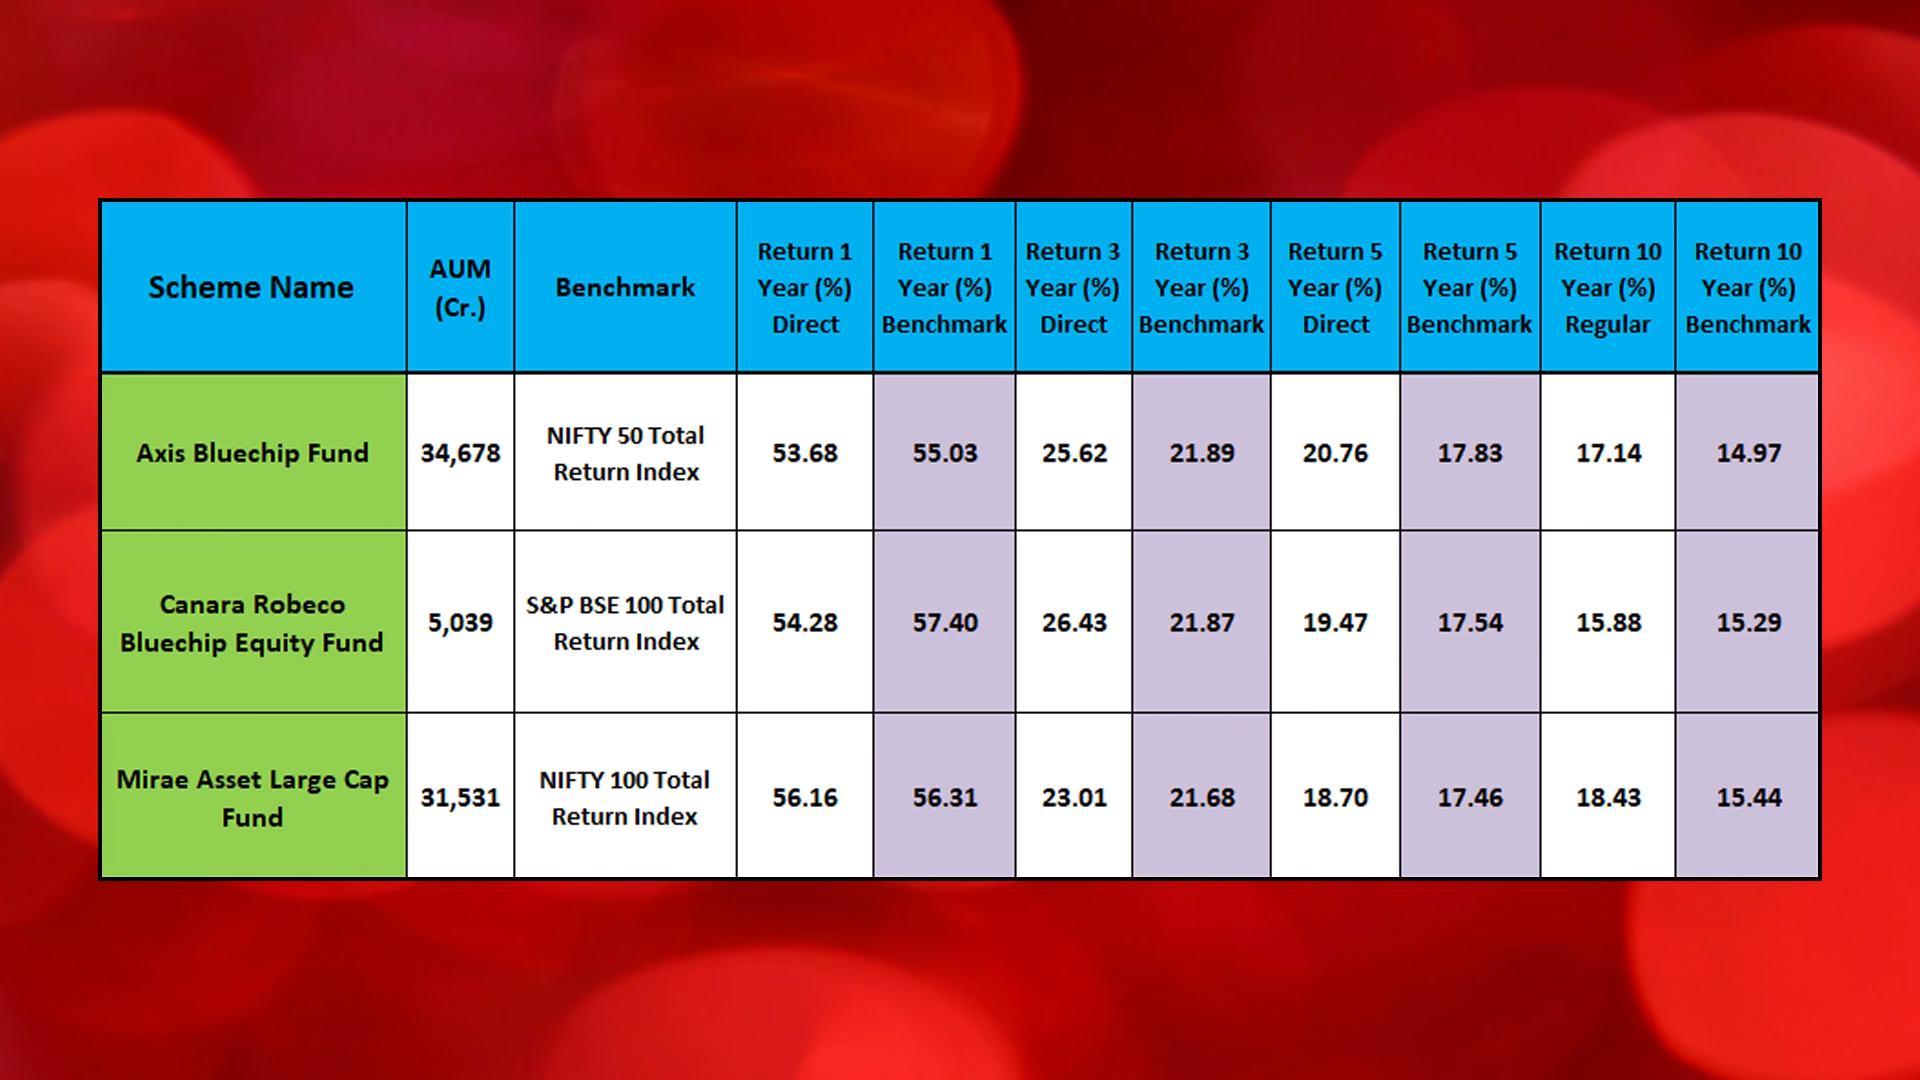 Scheme Name
AUM
(Cr.)
Benchmark
Return 1
Year (%)
Direct
Return 1
Year (%)
Benchmark
Return 3
Year (%)
Direct
Return 3
Year (%)
Benchmark
Return 5
Year (%)
Direct
Return 5
Year (%)
Benchmark
Return 10
Year (%)
Regular
Return 10
Year (%)
Benchmark
Axis Bluechip Fund
34,678
NIFTY 50 Total
Return Index
53.68
55.03
25.62
21.89
20.76
17.83
17.14
14.97
Canara Robeco
Bluechip Equity Fund
5,039
S&P BSE 100 Total
Return Index
54.28
57.40
26.43
21.87
19.47
17.54
15.88
15.29
Mirae Asset Large Cap
Fund
31,531
NIFTY 100 Total
Return Index
56.16
56.31
23.01
21.68
18.70
17.46
18.43
15.44